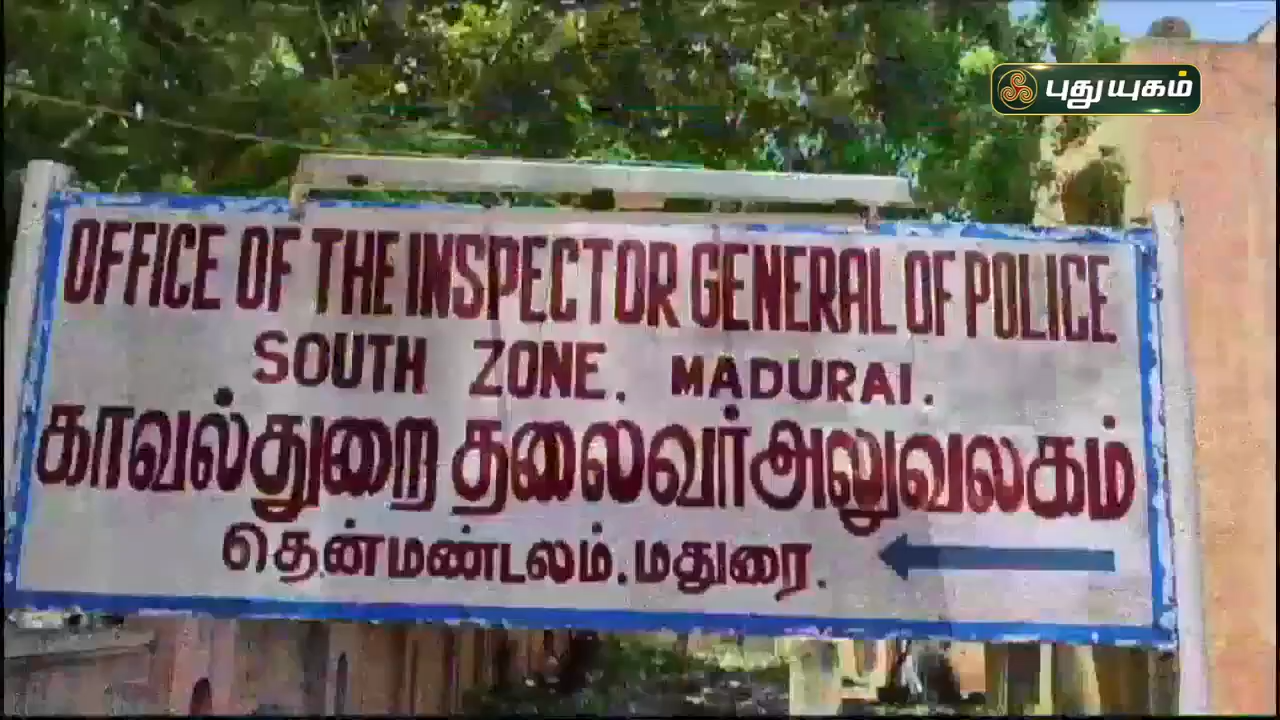 புதுயுகம்
OFFICE OF THE INSPECTOR GENERAL OF POLICE
SOUTH ZONE. MADURAI.
காவல்துறை தலைவர் அலுவலகம்
தென்மண்டலம். மதுரை.